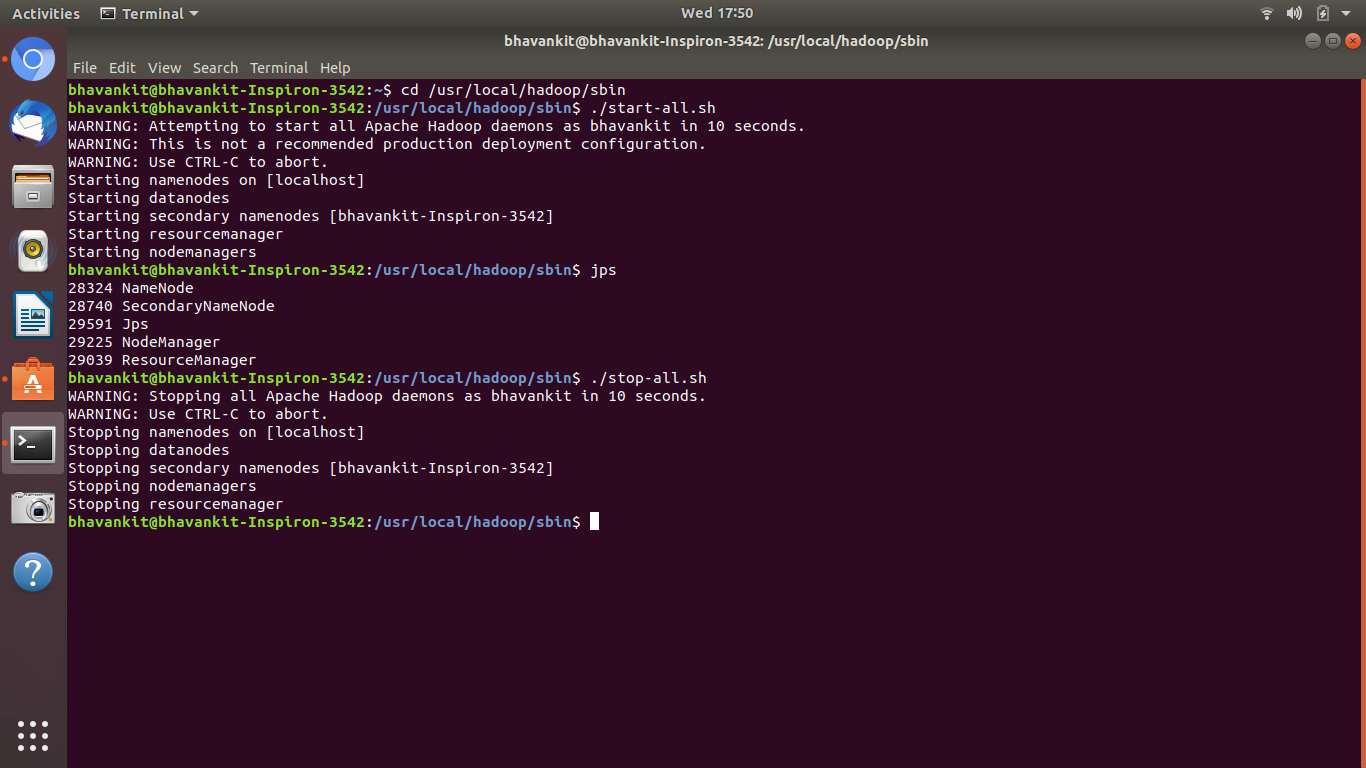 Activities Terminal Wed 17:50
bhavankit@bhavankit-Inspiron-3542: /usr/local/hadoop/sbin
File Edit View Search Terminal Help
bhavankit@bhavankit-Inspiron-3542:~$ cd /usr/local/hadoop/sbin
bhavankit@bhavankit-Inspiron-3542:/usr/local/hadoop/sbin$ ./start-all.sh
WARNING: Attempting to start all Apache Hadoop daemons as bhavankit in 10 seconds.
WARNING: This is not a recommended production deployment configuration.
WARNING: Use CTRL-C to abort.
Starting namenodes on [localhost]
Starting datanodes
Starting secondary namenodes [bhavankit-Inspiron-3542]
Starting resourcemanager
Starting nodemanagers
bhavankit@bhavankit-Inspiron-3542:/usr/local/hadoop/sbin$ jps
28324 NameNode
28740 SecondaryNameNode
29591 Jps
29225 NodeManager
29039 ResourceManager
bhavankit@bhavankit-Inspiron-3542:/usr/local/hadoop/sbin$ ./stop-all.sh
WARNING: Stopping all Apache Hadoop daemons as bhavankit in 10 seconds.
WARNING: Use CTRL-C to abort.
Stopping namenodes on [localhost]
Stopping datanodes
Stopping secondary namenodes [bhavankit-Inspiron-3542]
Stopping nodemanagers
Stopping resourcemanager
bhavankit@bhavankit-Inspiron-3542:/usr/local/hadoop/sbin$